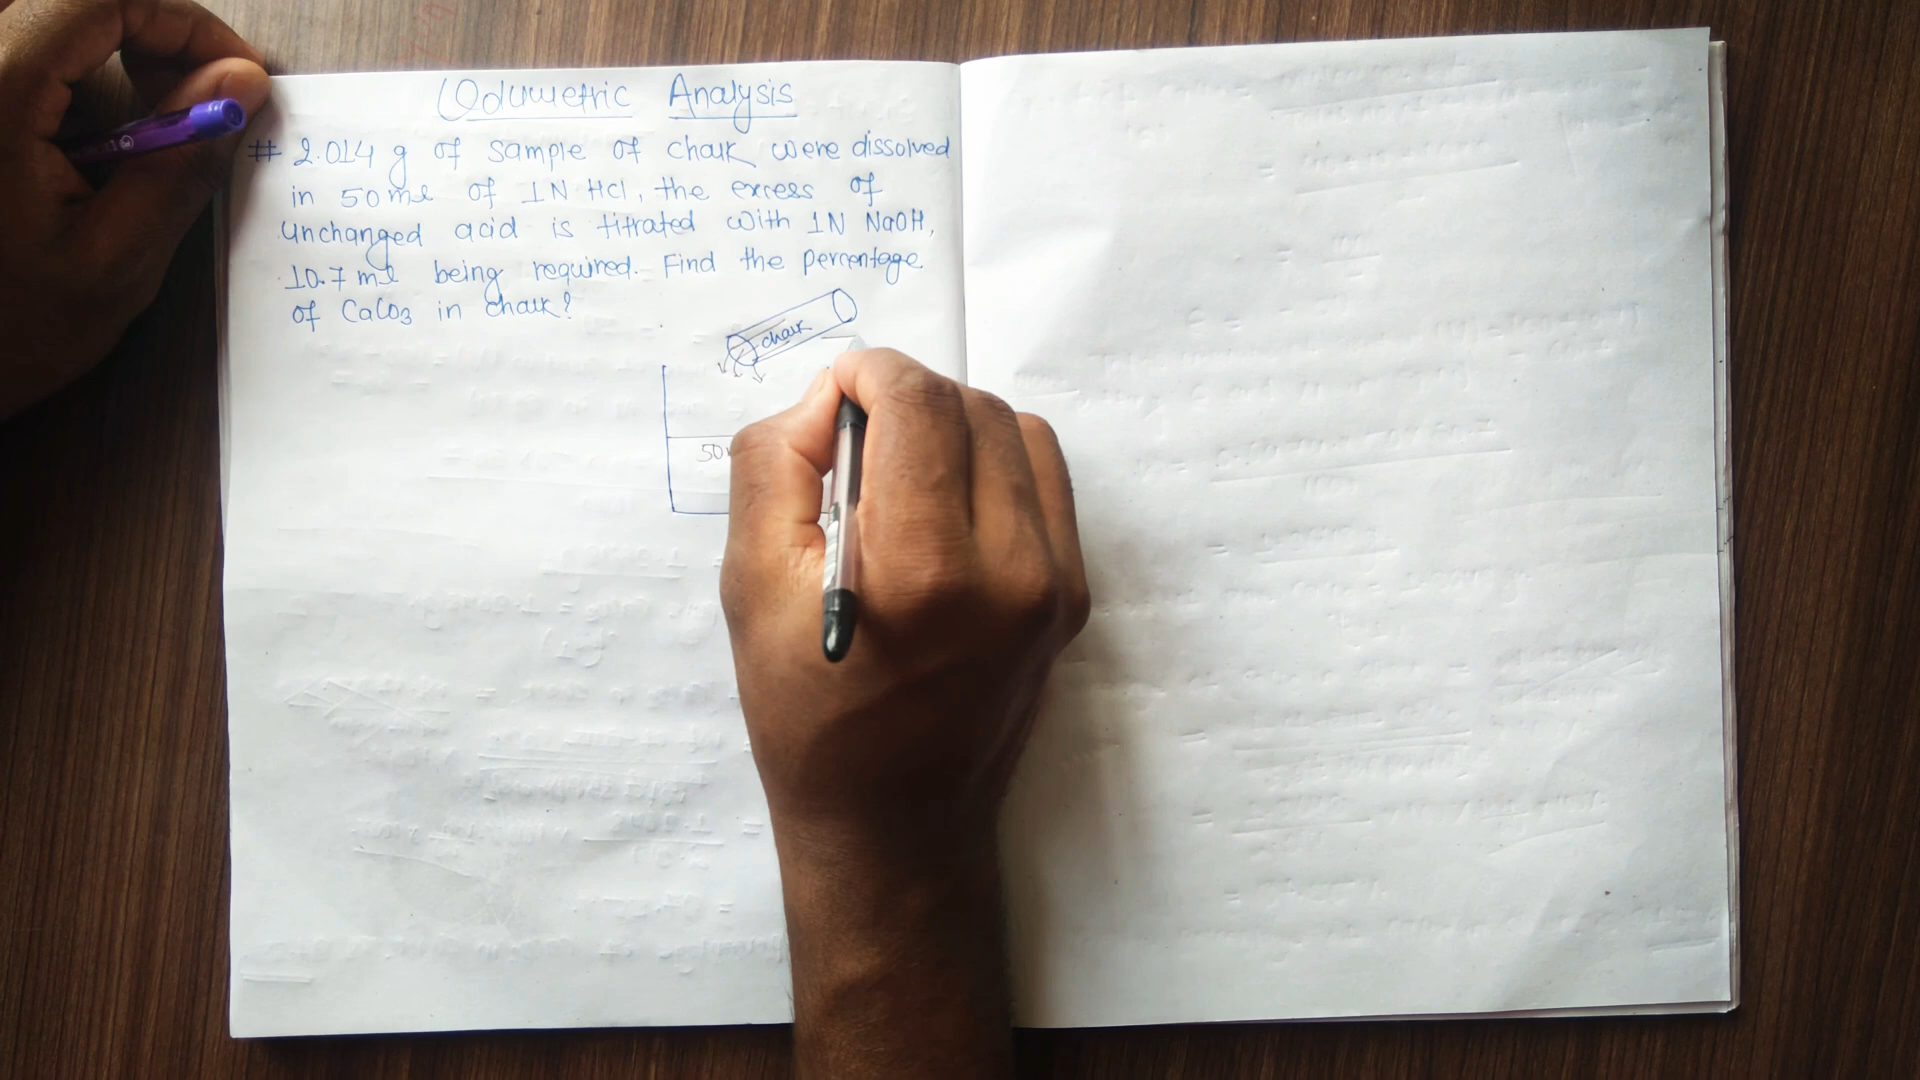 Volumetric Analysis
# 2.014 g of sample of chalk were dissolved
in 50 ml of 1N HCl, the excess of
unchanged acid is titrated with 1N NaOH,
10.7 ml being required. Find the percentage
of CaCO3 in chalk?
chalk
50